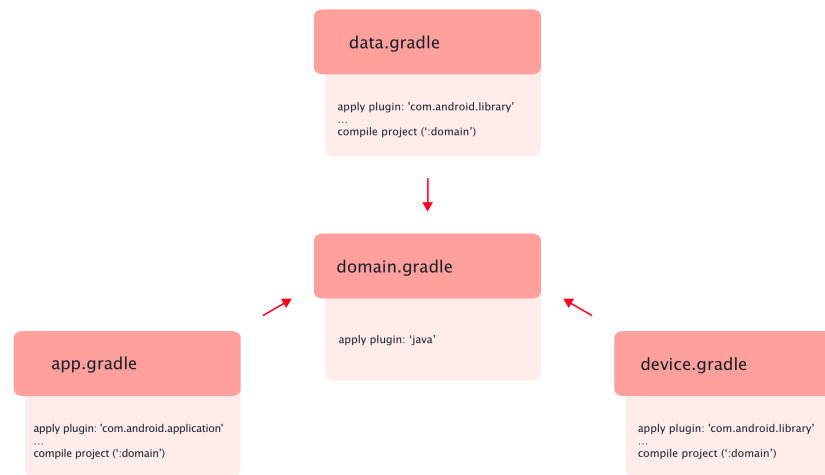 data.gradle
apply plugin: 'com.android.library'
...
compile project (‘:domain’)
domain.gradle
apply plugin: ‘java’
app.gradle
apply plugin: 'com.android.application’
...
compile project (‘:domain’)
device.gradle
apply plugin: 'com.android.library’
...
compile project (‘:domain’)